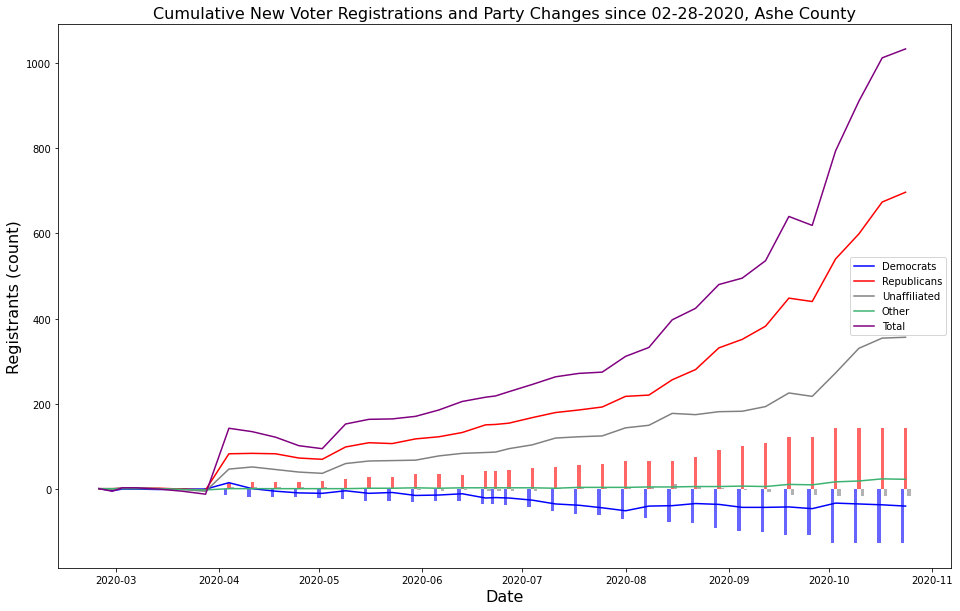 Cumulative New Voter Registrations and Party Changes since 02-28-2020, Ashe County
Registrants (count)
1000
800
600
400
200
0
Democrats
Republicans
Unaffiliated
Other
Total
2020-03
2020-04
2020-05
2020-06
2020-07
2020-08
2020-09
2020-10
2020-11
Date